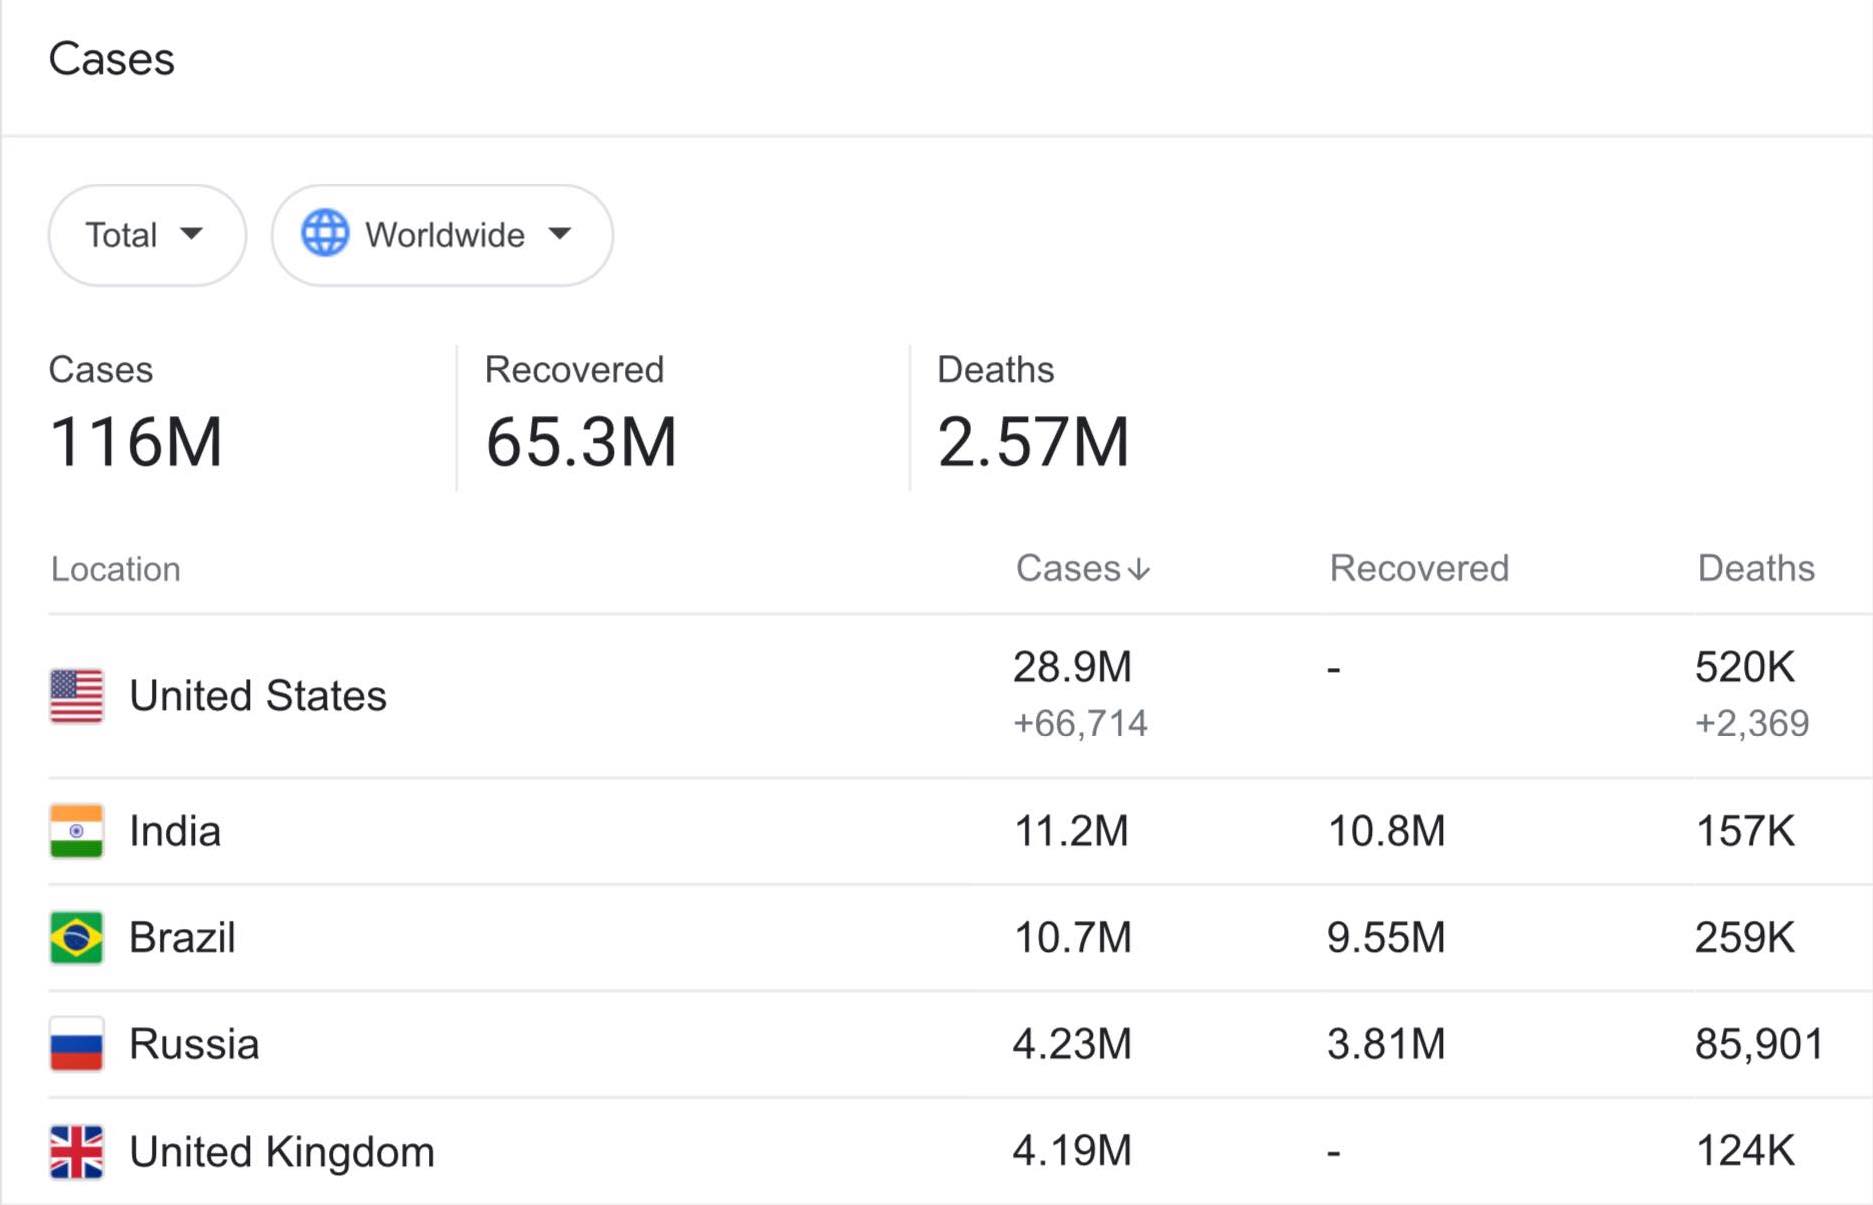 Cases
Total Worldwide
Cases Recovered Deaths
116M 65.3M 2.57M
Location Cases↓ Recovered Deaths
United States 28.9M - 520K
+66,714 +2,369
India 11.2M 10.8M 157K
Brazil 10.7M 9.55M 259K
Russia 4.23M 3.81M 85,901
United Kingdom 4.19M - 124K